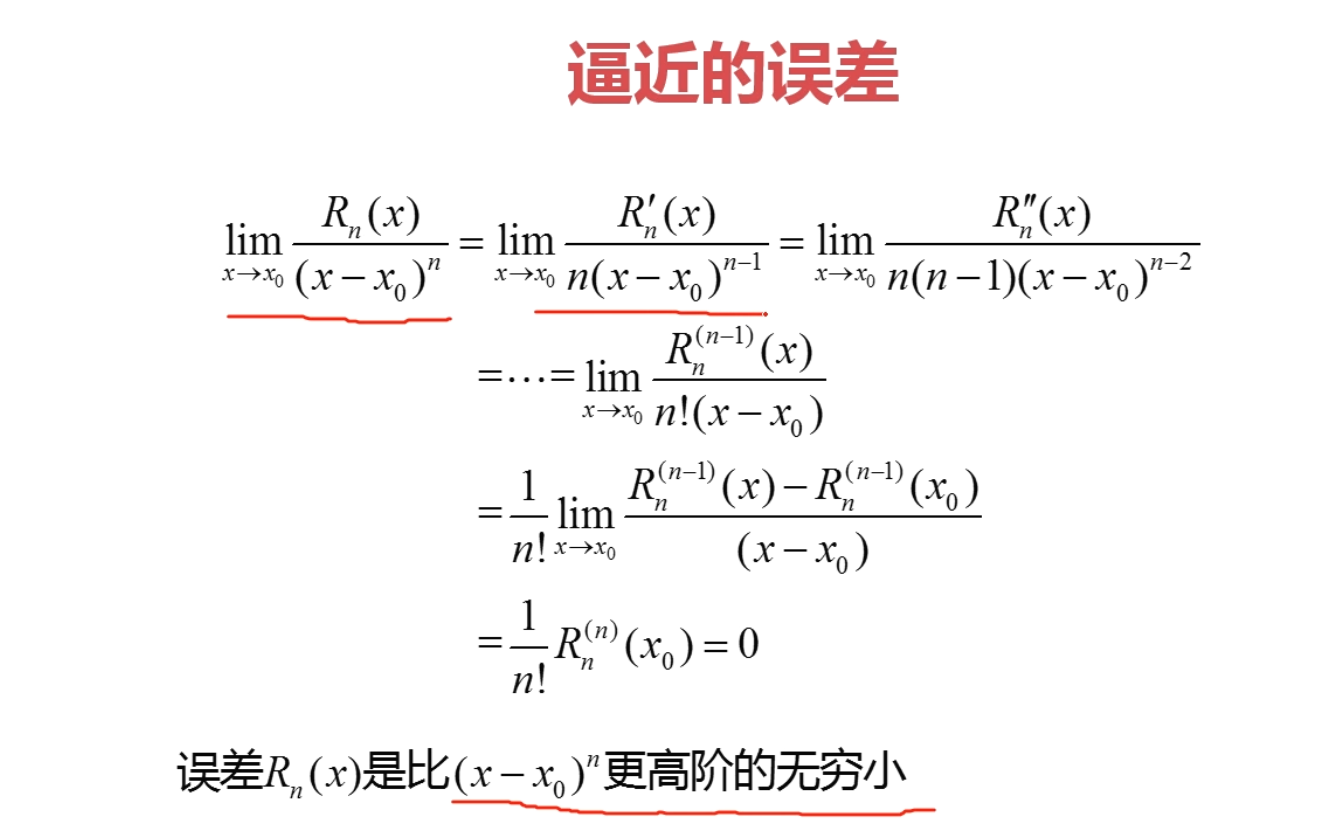 逼近的误差
$\lim_{x \to x_0} \frac{R_n(x)}{(x-x_0)^n} = \lim_{x \to x_0} \frac{R_n'(x)}{n(x-x_0)^{n-1}} = \lim_{x \to x_0} \frac{R_n''(x)}{n(n-1)(x-x_0)^{n-2}}$
$= \cdots = \lim_{x \to x_0} \frac{R_n^{(n-1)}(x)}{n!(x-x_0)}$
$= \frac{1}{n!} \lim_{x \to x_0} \frac{R_n^{(n-1)}(x) - R_n^{(n-1)}(x_0)}{(x-x_0)}$
$= \frac{1}{n!} R_n^{(n)}(x_0) = 0$
误差$R_n(x)$是比$(x-x_0)^n$更高阶的无穷小